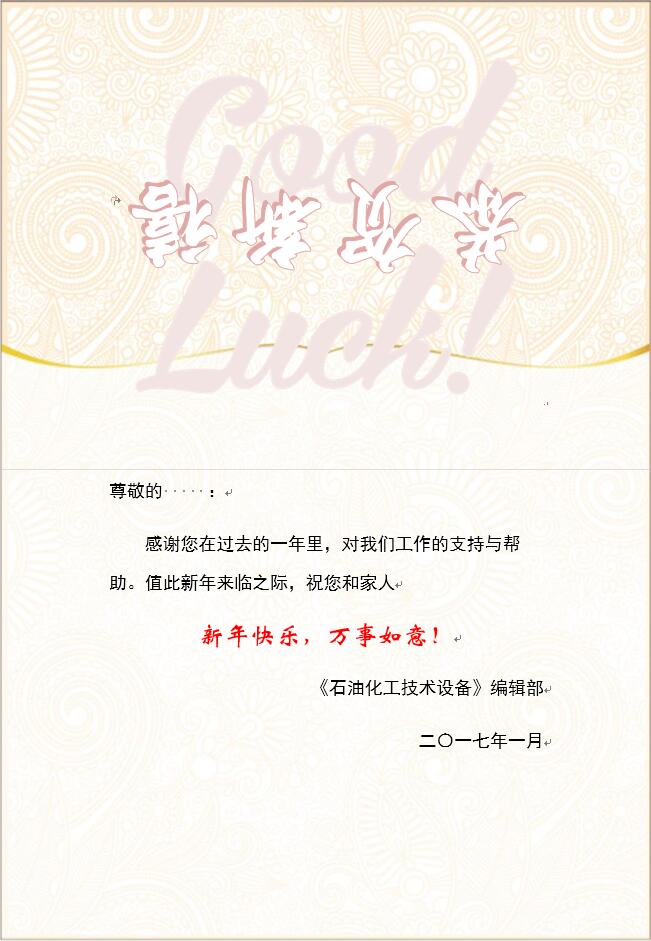 Good
恭贺新禧
Luck!
尊敬的·····：
感谢您在过去的一年里，对我们工作的支持与帮
助。值此新年来临之际，祝您和家人
新年快乐，万事如意！
《石油化工技术设备》编辑部
二〇一七年一月